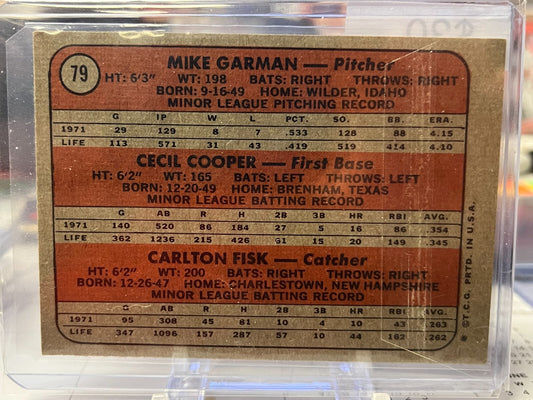 79
MIKE GARMAN — Pitcher
HT: 6'3" WT: 198 BATS: RIGHT THROWS: RIGHT
BORN: 9-16-49 HOME: WILDER, IDAHO
MINOR LEAGUE PITCHING RECORD
G IP W L PCT. SO. BB. ERA.
1971 29 129 8 7 .533 128 88 4.15
LIFE 113 571 31 43 .419 519 414 4.10
CECIL COOPER — First Base
HT: 6'2" WT: 165 BATS: LEFT THROWS: LEFT
BORN: 12-20-49 HOME: BRENHAM, TEXAS
MINOR LEAGUE BATTING RECORD
G AB R H 2B 3B HR RBI AVG.
1971 140 520 86 184 27 5 16 86 .354
LIFE 362 1236 215 426 61 15 20 149 .345
CARLTON FISK — Catcher
HT: 6'2" WT: 200 BATS: RIGHT THROWS: RIGHT
BORN: 12-26-47 HOME: CHARLESTOWN, NEW HAMPSHIRE
MINOR LEAGUE BATTING RECORD
G AB R H 2B 3B HR RBI AVG.
1971 95 308 45 81 10 4 10 43 .263
LIFE 347 1096 157 287 57 10 44 162 .262
©T.C.G. PRTD. IN U.S.A.